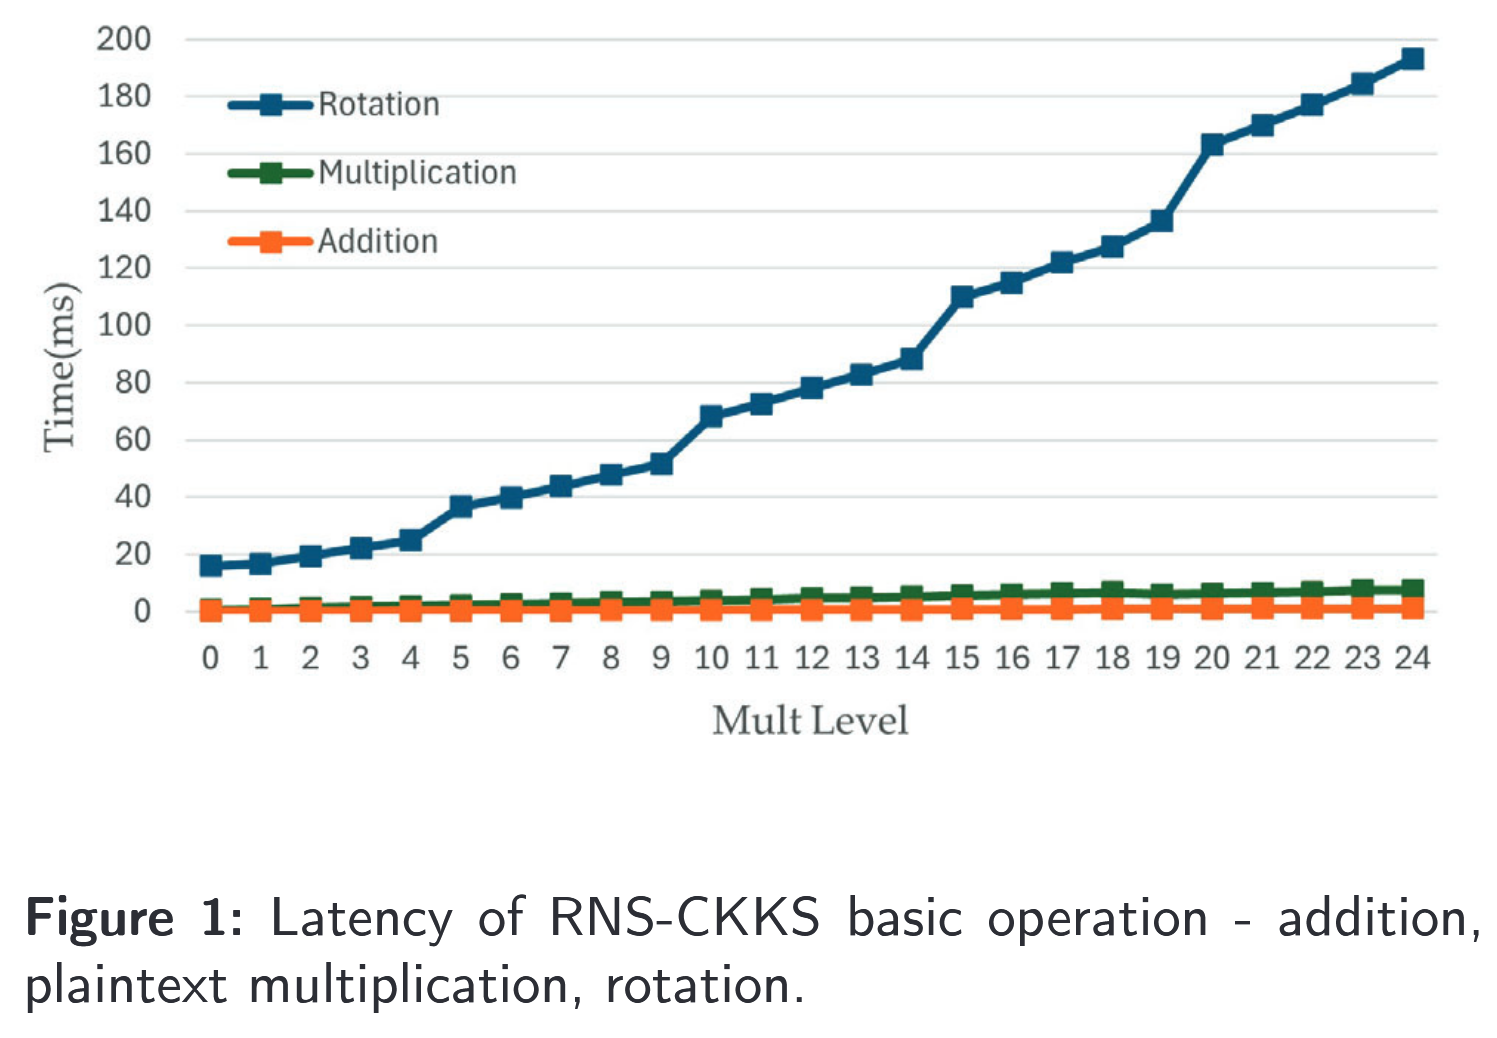 200
180
160
140
120
100
80
60
40
20
0
Rotation
Multiplication
Addition
Time(ms)
0 1 2 3 4 5 6 7 8 9 10 11 12 13 14 15 16 17 18 19 20 21 22 23 24
Mult Level
Figure 1: Latency of RNS-CKKS basic operation - addition,
plaintext multiplication, rotation.